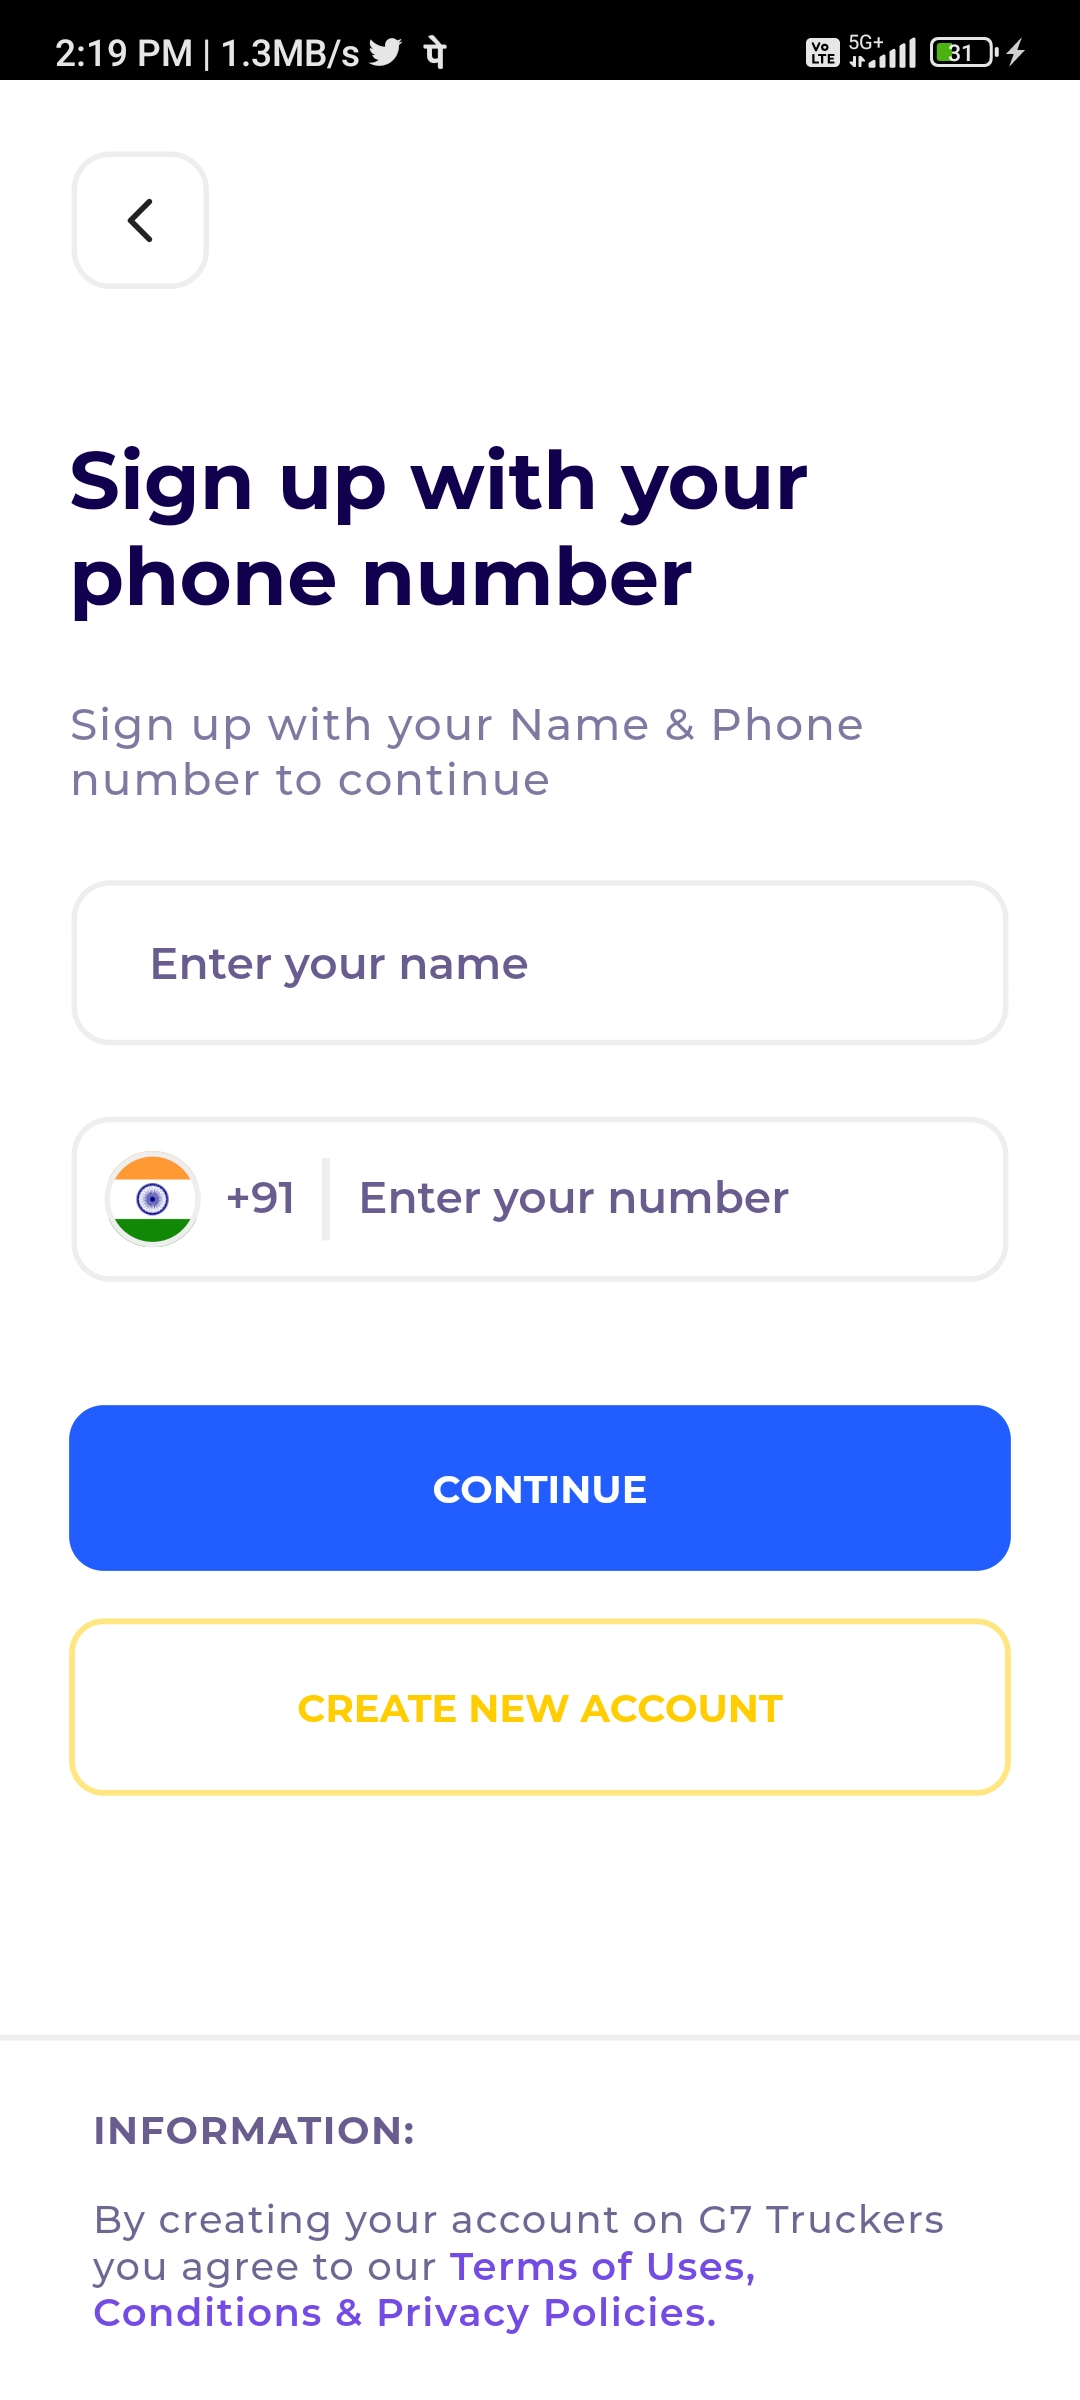 2:19 PM | 1.3MB/s पे Vo LTE 5G+ 31
Sign up with your
phone number
Sign up with your Name & Phone
number to continue
Enter your name
+91 Enter your number
CONTINUE
CREATE NEW ACCOUNT
INFORMATION:
By creating your account on G7 Truckers
you agree to our Terms of Uses,
Conditions & Privacy Policies.